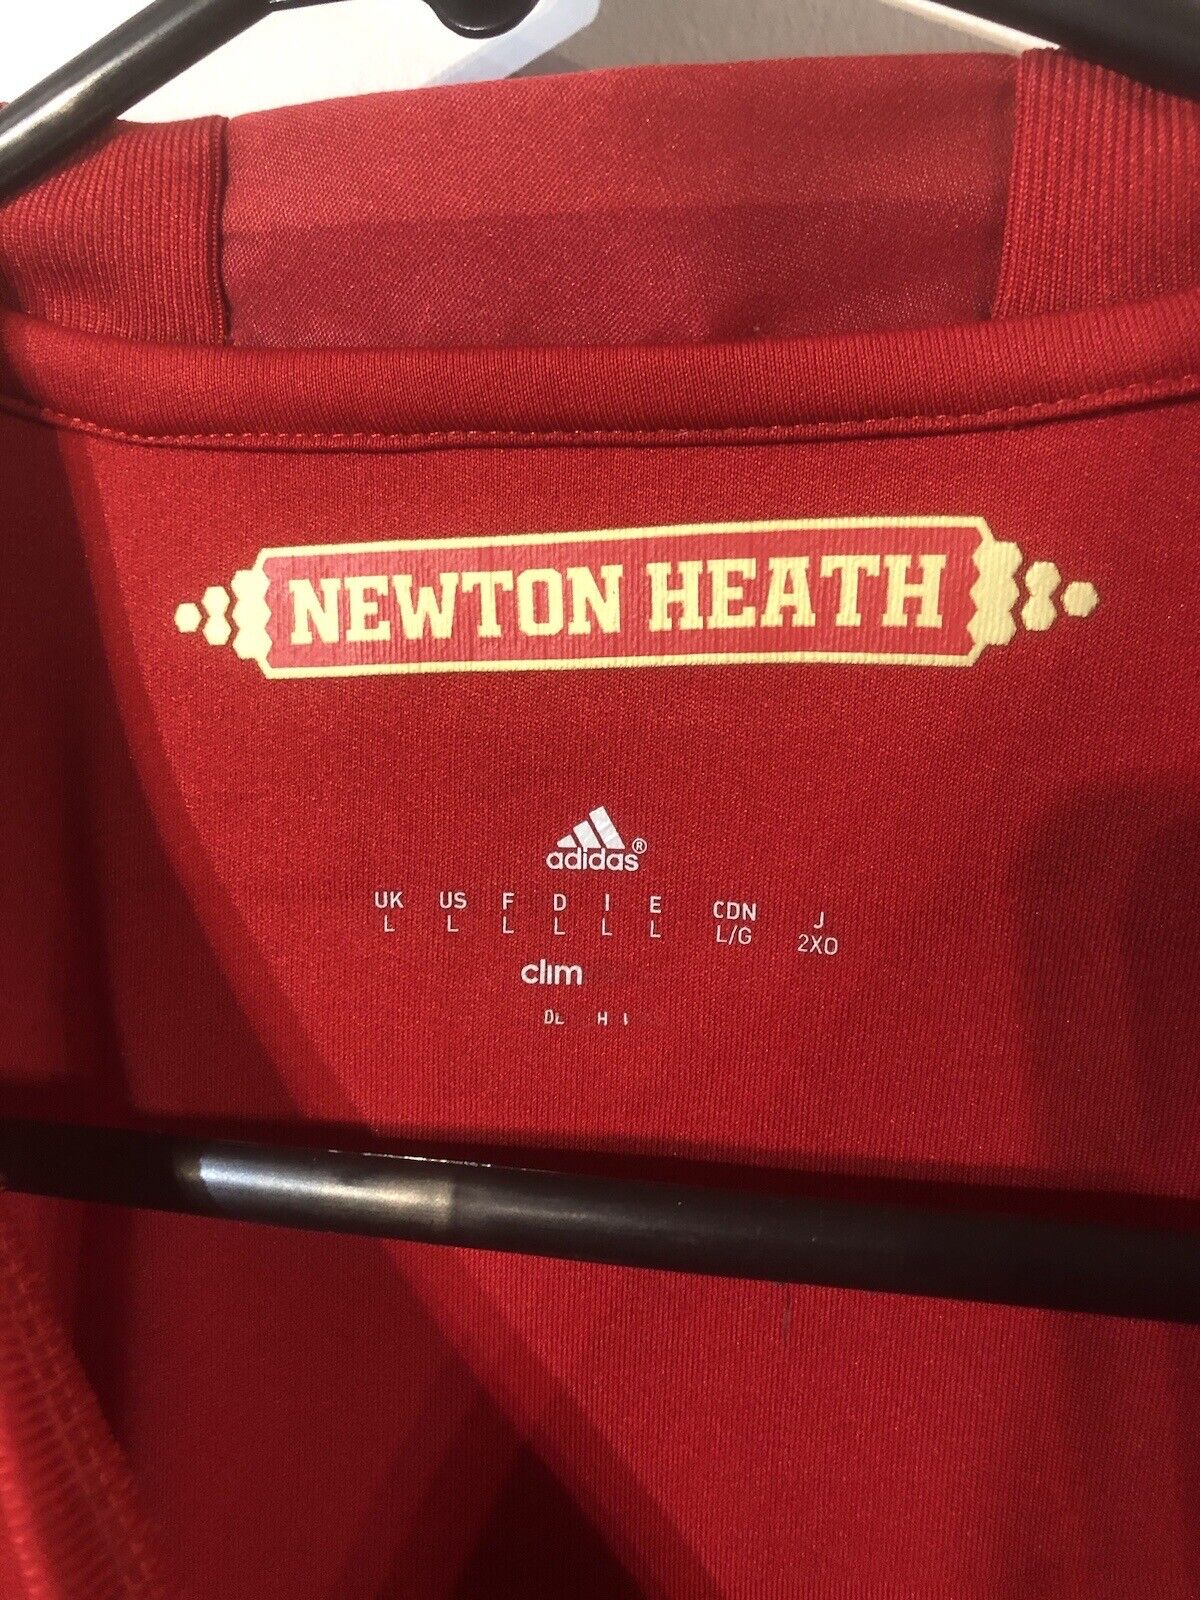 NEWTON HEATH
adidas®
UK US F D I E CDN J
L L L L L L L/G 2XO
clim